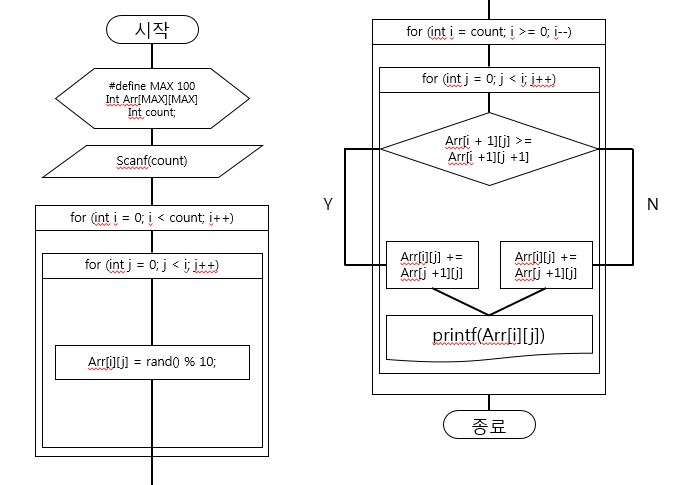 시작
#define MAX 100
Int Arr[MAX][MAX]
Int count;
Scanf(count)
for (int i = 0; i < count; i++)
for (int j = 0; j < i; j++)
Arr[i][j] = rand() % 10;
for (int i = count; i >= 0; i--)
for (int j = 0; j < i; j++)
Arr[i + 1][j] >=
Arr[i +1][j +1]
Y
N
Arr[i][j] +=
Arr[j +1][j]
Arr[i][j] +=
Arr[j +1][j]
printf(Arr[i][j])
종료